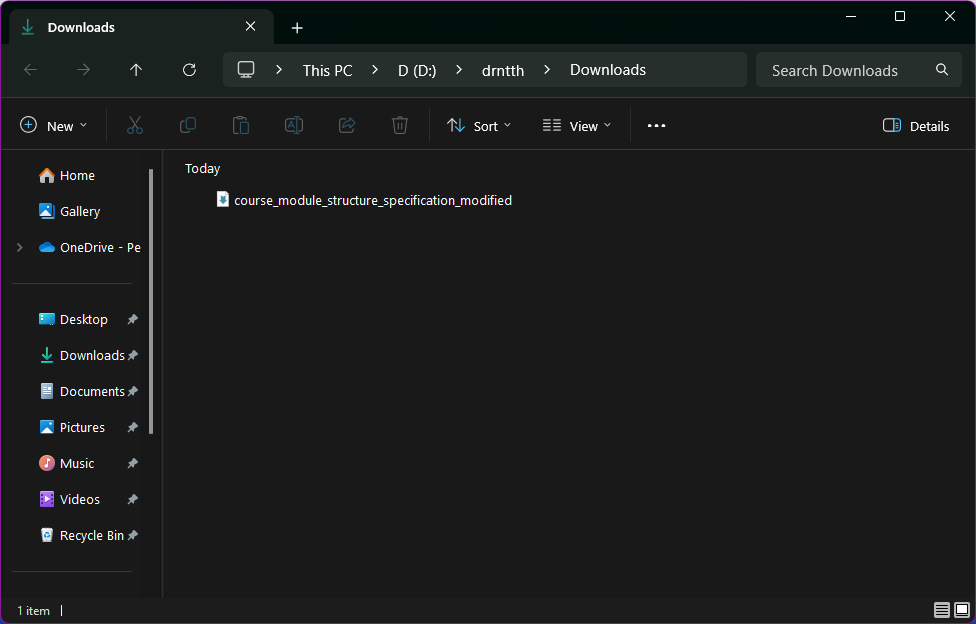 Downloads
This PC
D (D:)
drntth
Downloads
Search Downloads
New
Sort
View
Details
Home
Gallery
OneDrive - Pe
Desktop
Downloads
Documents
Pictures
Music
Videos
Recycle Bin
Today
course_module_structure_specification_modified
1 item